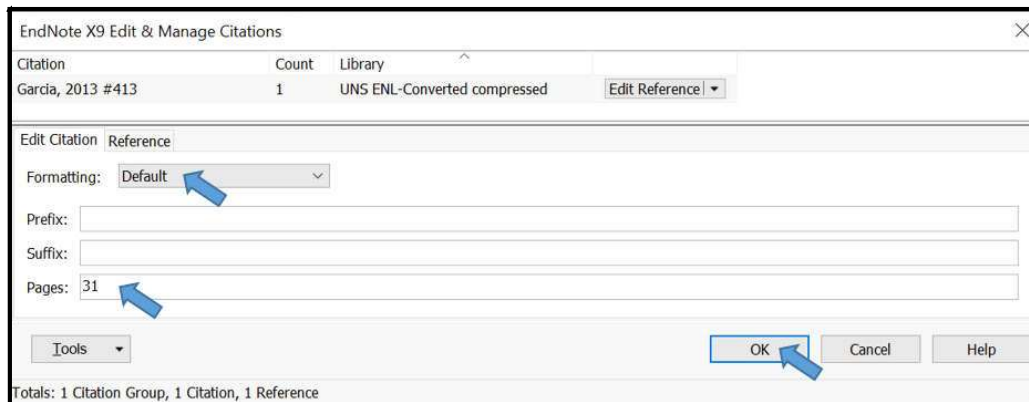 EndNote X9 Edit & Manage Citations
Citation Count Library
Garcia, 2013 #413 1 UNS ENL-Converted compressed Edit Reference
Edit Citation Reference
Formatting: Default
Prefix:
Suffix:
Pages: 31
Tools OK Cancel Help
Totals: 1 Citation Group, 1 Citation, 1 Reference